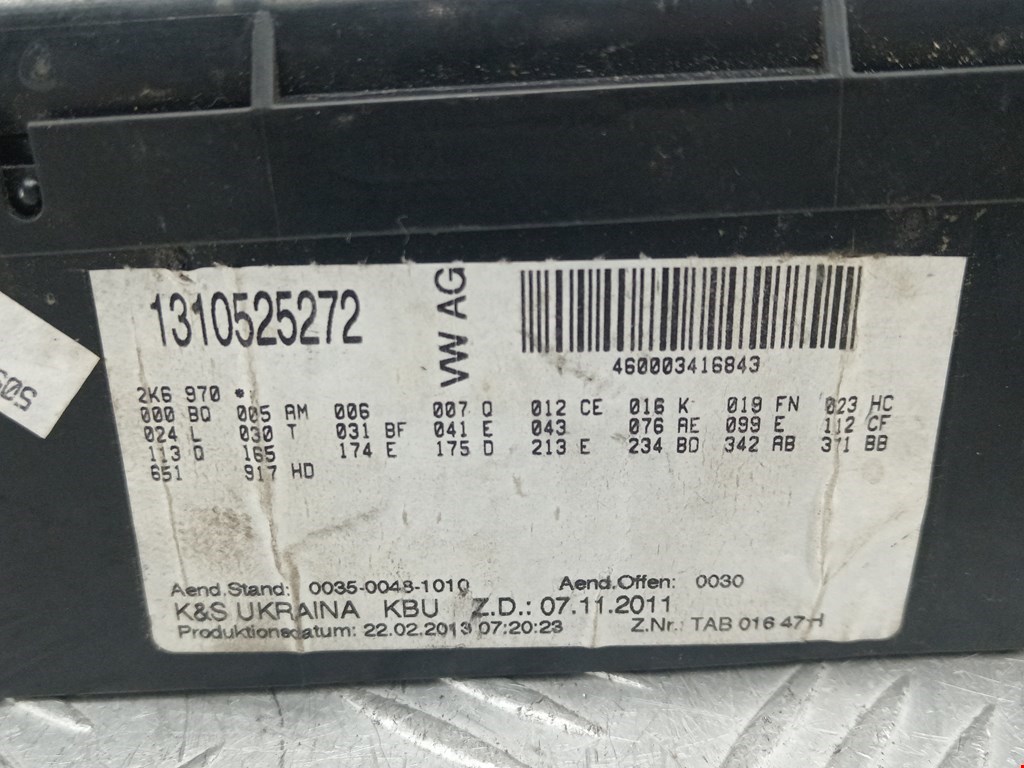 1310525272
VW AG
460003416843
2K6 970 *
000 BQ 005 AM 006 007 Q 012 CE 016 K 019 FN 023 HC
024 L 030 T 031 BF 041 E 043 076 AE 099 E 112 CF
113 Q 165 174 E 175 D 213 E 234 BD 342 AB 371 BB
651 917 HD
Aend.Stand: 0035-0048-1010 Aend.Offen: 0030
K&S UKRAINA KBU Z.D.: 07.11.2011
Produktionsdatum: 22.02.2013 07:20:23 Z.Nr.: TAB 016 47H